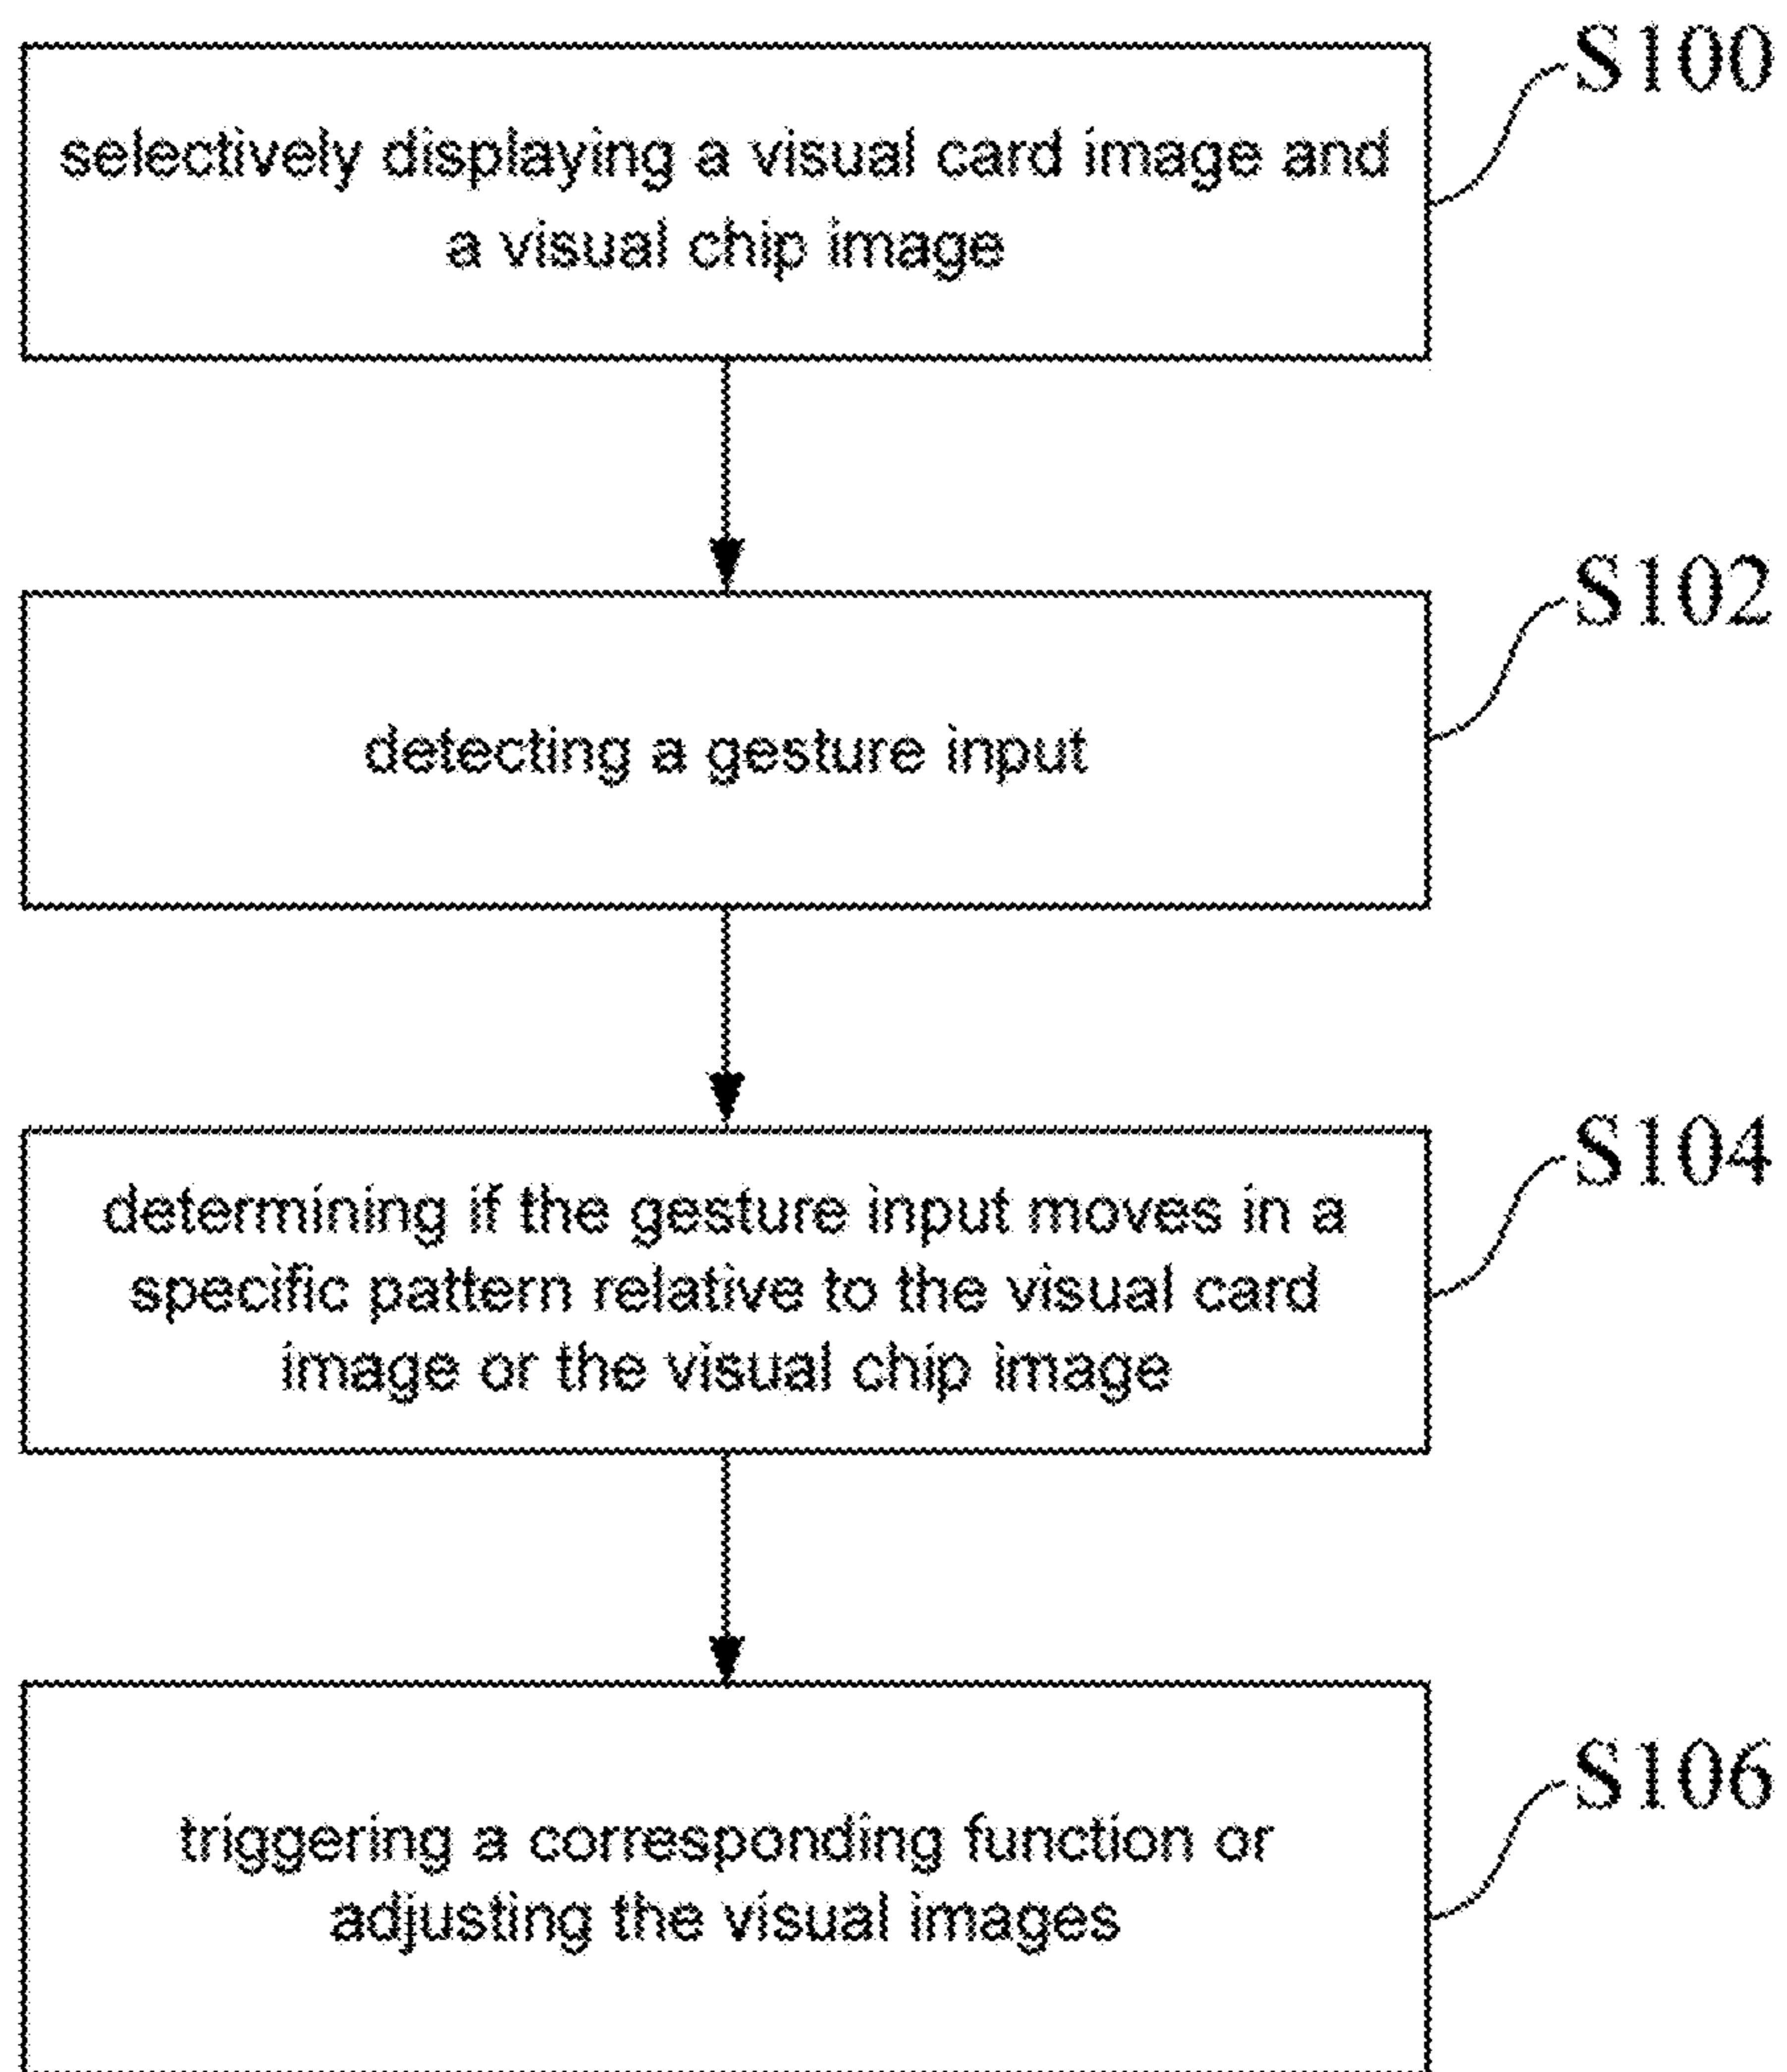 S100
selectively displaying a visual card image and
a visual chip image
S102
detecting a gesture input
S104
determining if the gesture input moves in a
specific pattern relative to the visual card
image or the visual chip image
S106
triggering a corresponding function or
adjusting the visual images